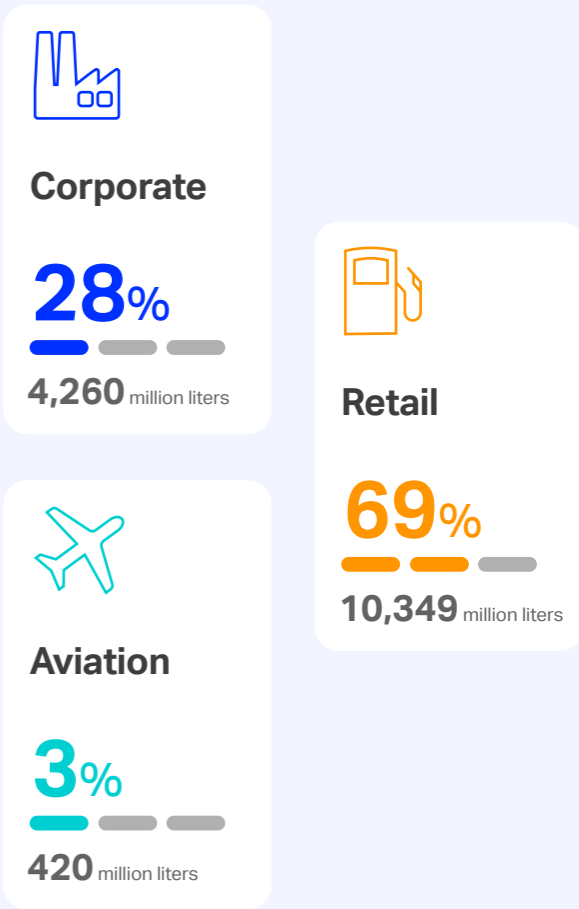 Corporate
28%
4,260 million liters
Retail
69%
10,349 million liters
Aviation
3%
420 million liters